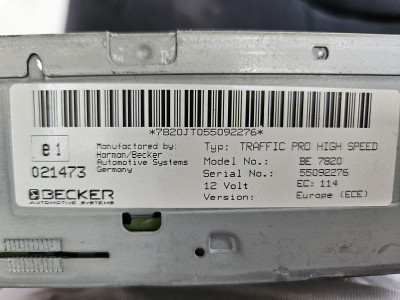 *7820JT055092276*
e1
021473
BECKER
AUTOMOTIVE SYSTEMS
Manufactured by:
Harman/Becker
Automotive Systems
Germany
Typ: TRAFFIC PRO HIGH SPEED
Model No.: BE 7820
Serial No.: 55092276
12 Volt EC: 114
Version: Europe (ECE)